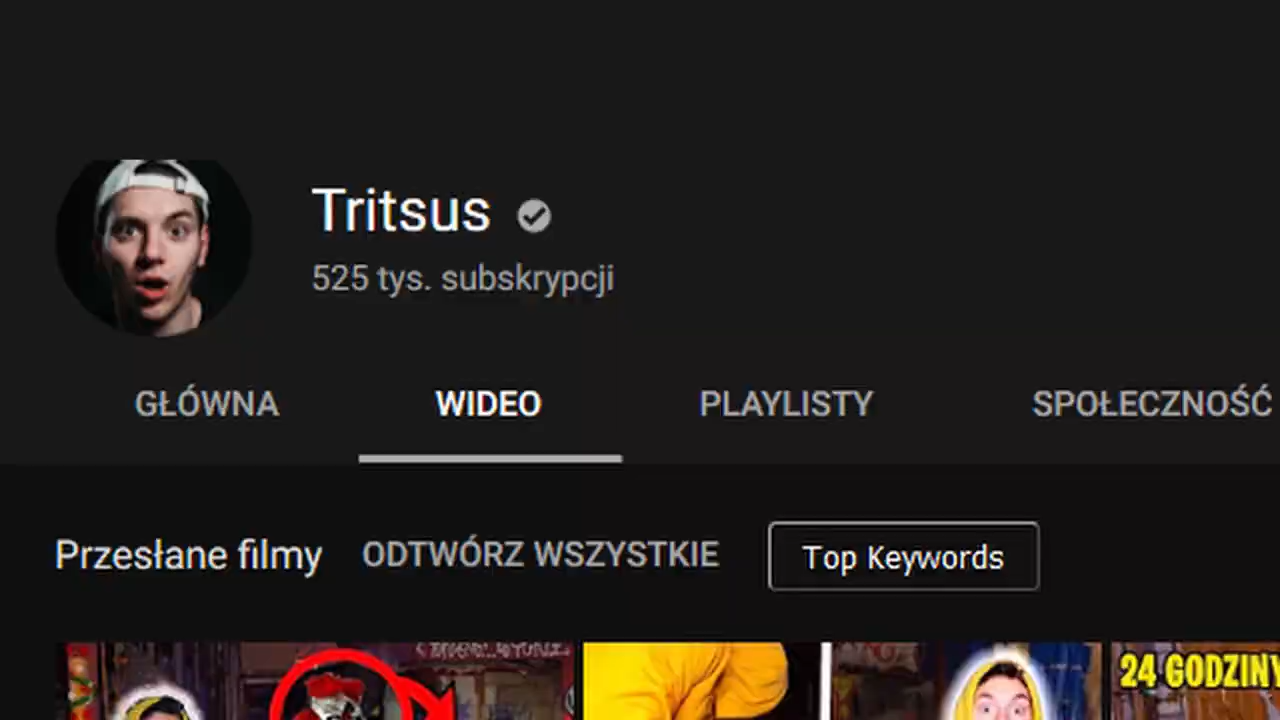 Tritsus
525 tys. subskrypcji
GŁÓWNA WIDEO PLAYLISTY SPOŁECZNOŚĆ
Przesłane filmy ODTWÓRZ WSZYSTKIE Top Keywords
24 GODZINY